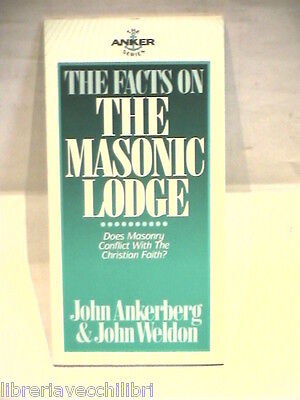 THE
ANKER
SERIES
THE FACTS ON
THE
MASONIC
LODGE
Does Masonry
Conflict With The
Christian Faith?
John Ankerberg
& John Weldon
libreriavecchilibri